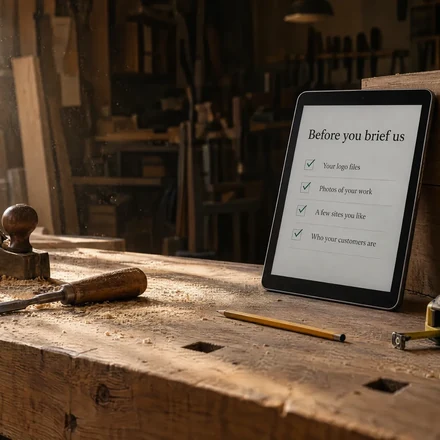 Before you brief us
Your logo files
Photos of your work
A few sites you like
Who your customers are